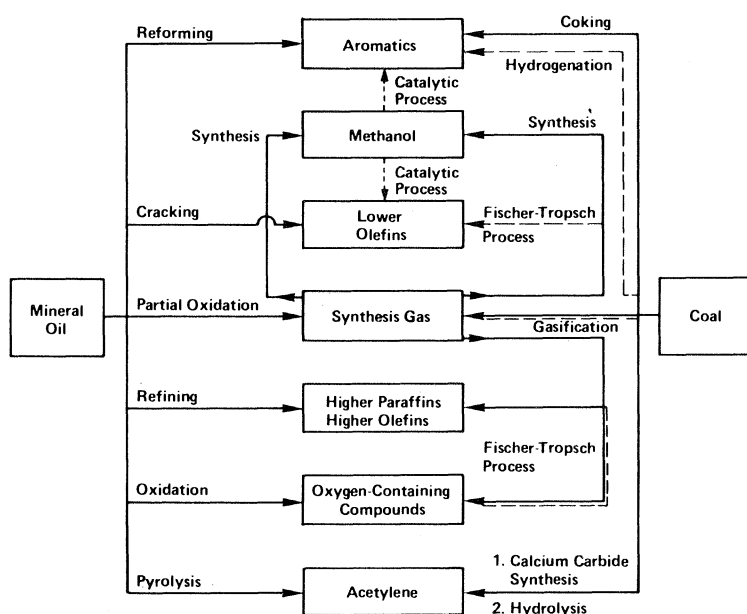 Reforming
Aromatics
Coking
Hydrogenation
Catalytic
Process
Synthesis
Methanol
Synthesis
Catalytic
Process
Cracking
Lower
Olefins
Fischer-Tropsch
Process
Mineral
Oil
Partial Oxidation
Synthesis Gas
Gasification
Coal
Refining
Higher Paraffins
Higher Olefins
Fischer-Tropsch
Process
Oxidation
Oxygen-Containing
Compounds
Pyrolysis
Acetylene
1. Calcium Carbide
Synthesis
2. Hydrolysis